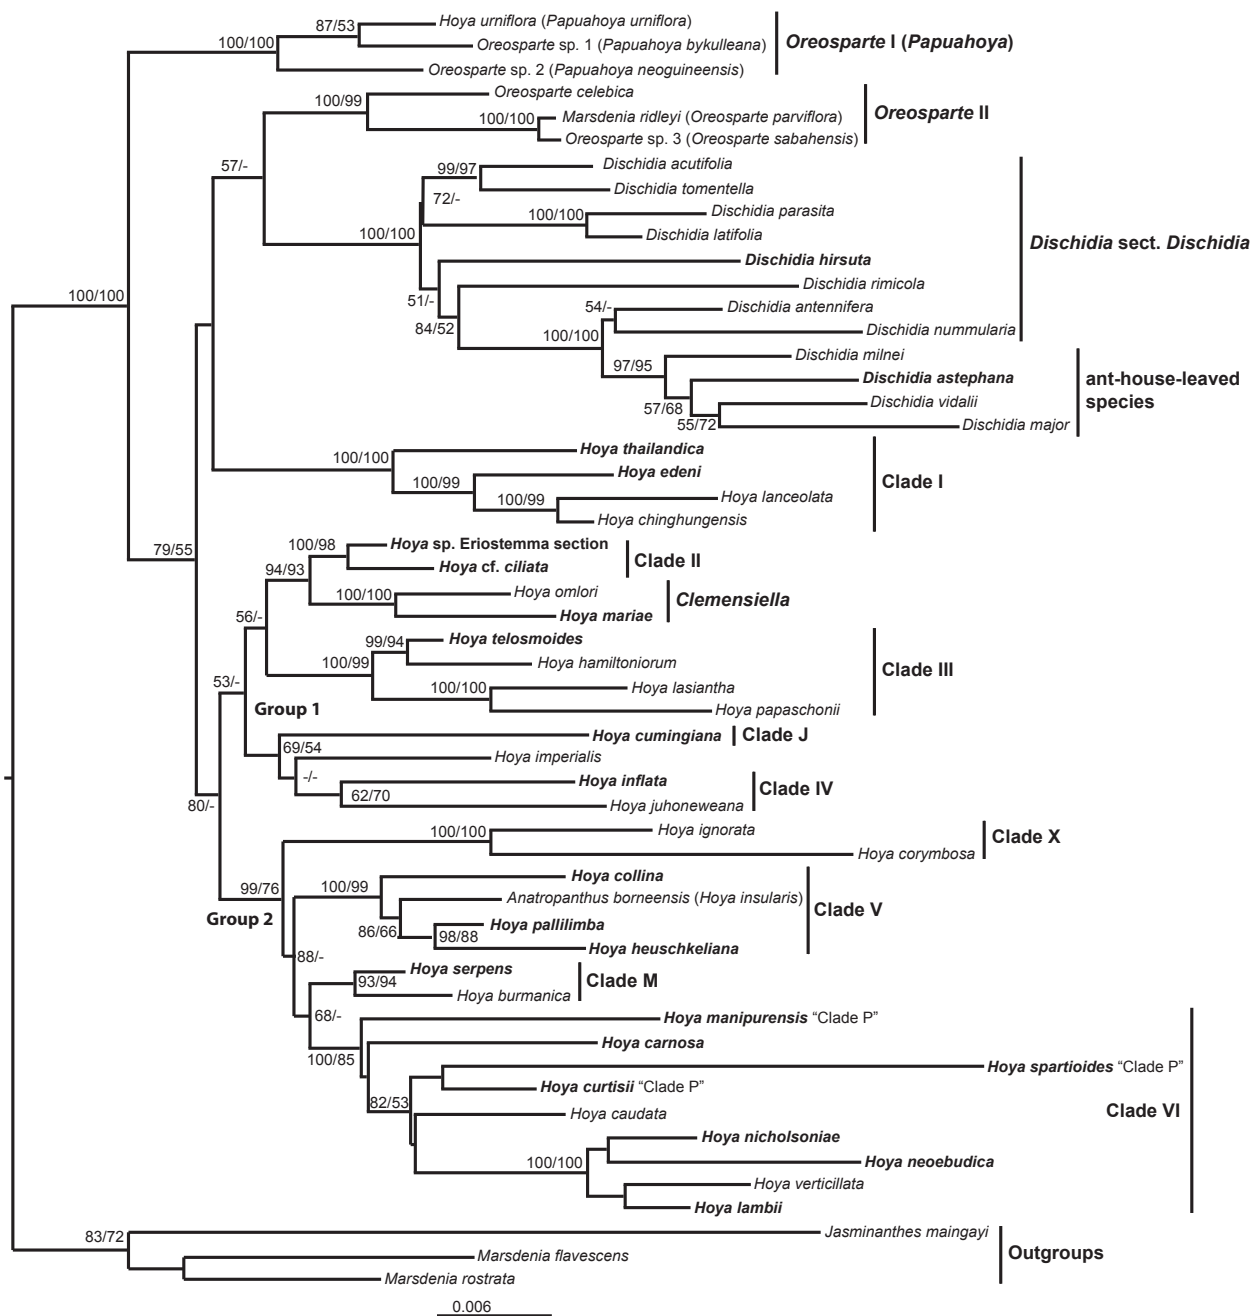 87/53
Hoya urniflora (Papuahoya urniflora)
100/100
Oreosparte sp. 1 (Papuahoya bykulleana)
Oreosparte I (Papuahoya)
Oreosparte sp. 2 (Papuahoya neoguineensis)
100/99
Oreosparte celebica
100/100
Marsdenia ridleyi (Oreosparte parviflora)
Oreosparte II
Oreosparte sp. 3 (Oreosparte sabahensis)
57/-
99/97
Dischidia acutifolia
Dischidia tomentella
72/-
100/100
Dischidia parasita
100/100
Dischidia latifolia
Dischidia sect. Dischidia
Dischidia hirsuta
Dischidia rimicola
51/-
84/52
54/-
Dischidia antennifera
100/100
Dischidia nummularia
100/100
97/95
Dischidia milnei
Dischidia astephana
ant-house-leaved
species
57/68
Dischidia vidalii
55/72
Dischidia major
100/100
Hoya thailandica
100/99
Hoya edeni
Clade I
100/99
Hoya lanceolata
Hoya chinghungensis
79/55
100/98
Hoya sp. Eriostemma section
Clade II
94/93
Hoya cf. ciliata
100/100
Hoya omlori
Clemensiella
Hoya mariae
56/-
99/94
Hoya telosmoides
100/99
Hoya hamiltoniorum
Clade III
53/-
100/100
Hoya lasiantha
Group 1
Hoya papaschonii
Hoya cumingiana
Clade J
69/54
Hoya imperialis
-/-
Hoya inflata
Clade IV
62/70
Hoya juhoneweana
80/-
100/100
Hoya ignorata
Clade X
Hoya corymbosa
99/76
100/99
Hoya collina
Anatropanthus borneensis (Hoya insularis)
Clade V
Group 2
86/66
98/88
Hoya pallilimba
Hoya heuschkeliana
88/-
Hoya serpens
Clade M
93/94
Hoya burmanica
68/-
Hoya manipurensis “Clade P”
100/85
Hoya carnosa
Hoya spartioides “Clade P”
Hoya curtisii “Clade P”
82/53
Clade VI
Hoya caudata
Hoya nicholsoniae
100/100
Hoya neoebudica
Hoya verticillata
Hoya lambii
83/72
Jasminanthes maingayi
Outgroups
Marsdenia flavescens
Marsdenia rostrata
0.006